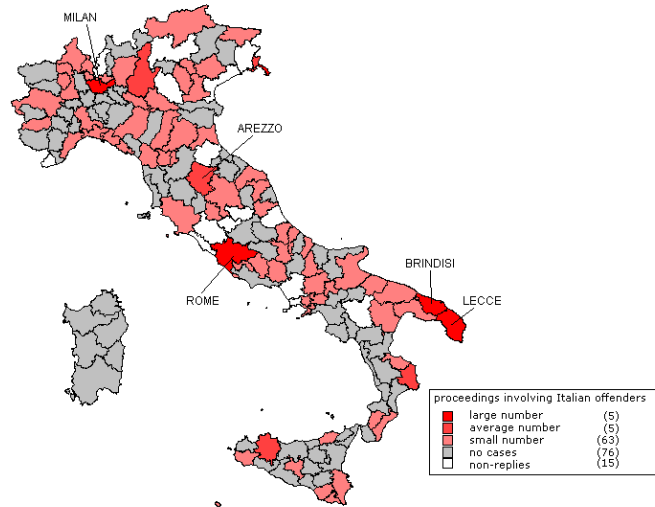 MILAN
AREZZO
ROME
BRINDISI
LECCE
proceedings involving Italian offenders
large number (5)
average number (5)
small number (63)
no cases (76)
non-replies (15)